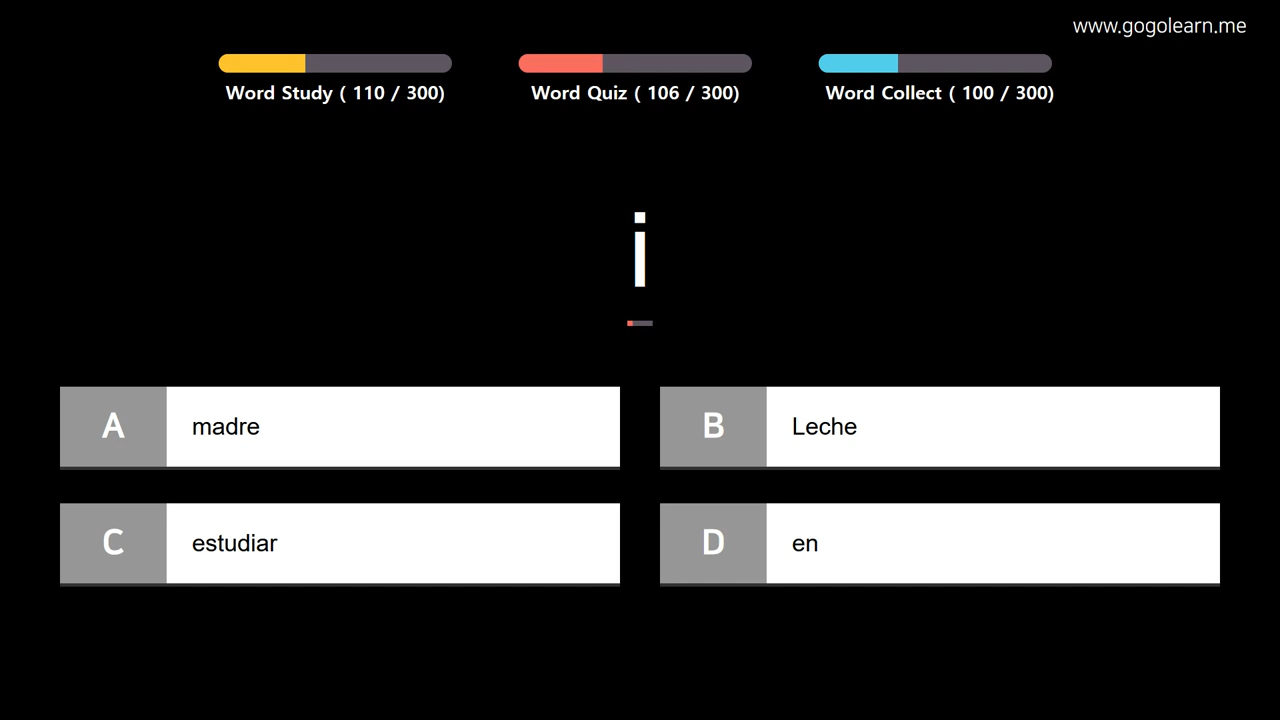 www.gogolearn.me
Word Study ( 110 / 300)
Word Quiz ( 106 / 300)
Word Collect ( 100 / 300)
i
A
madre
B
Leche
C
estudiar
D
en